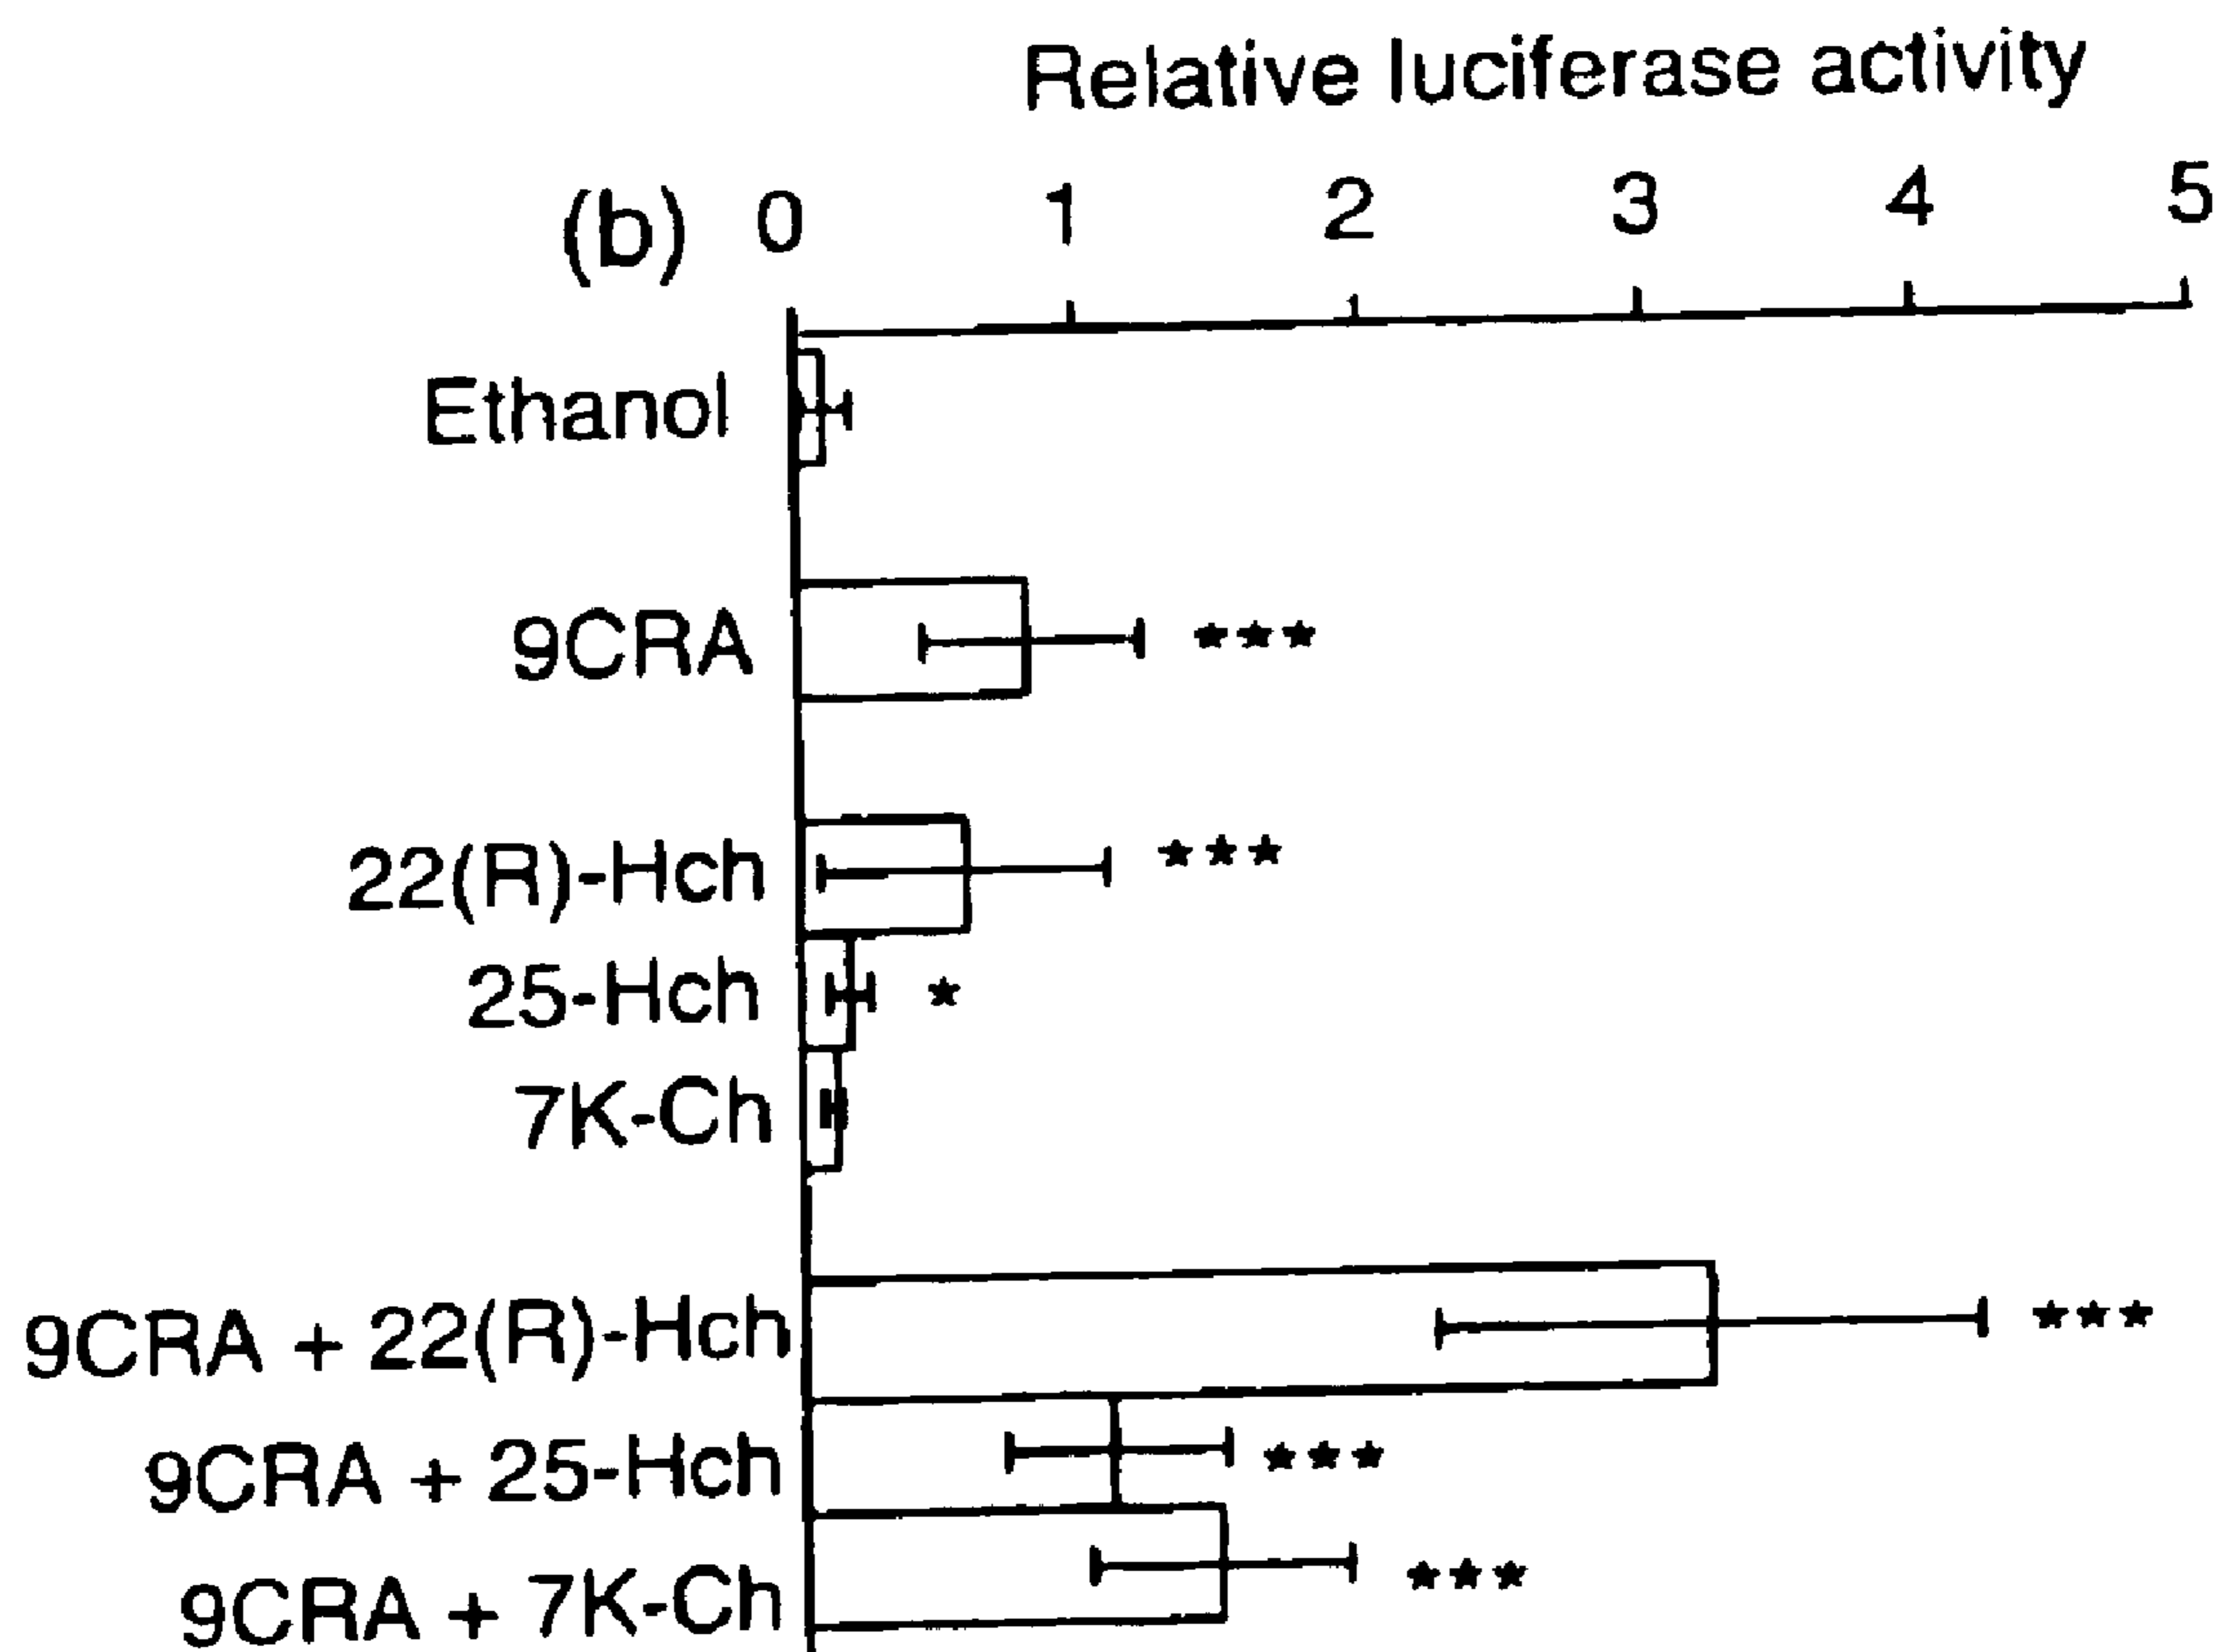 Relative luciferase activity
(b) 0 1 2 3 4 5
Ethanol
9CRA ***
22(R)-Hch ***
25-Hch *
7K-Ch
9CRA + 22(R)-Hch ***
9CRA + 25-Hch ***
9CRA + 7K-Ch ***